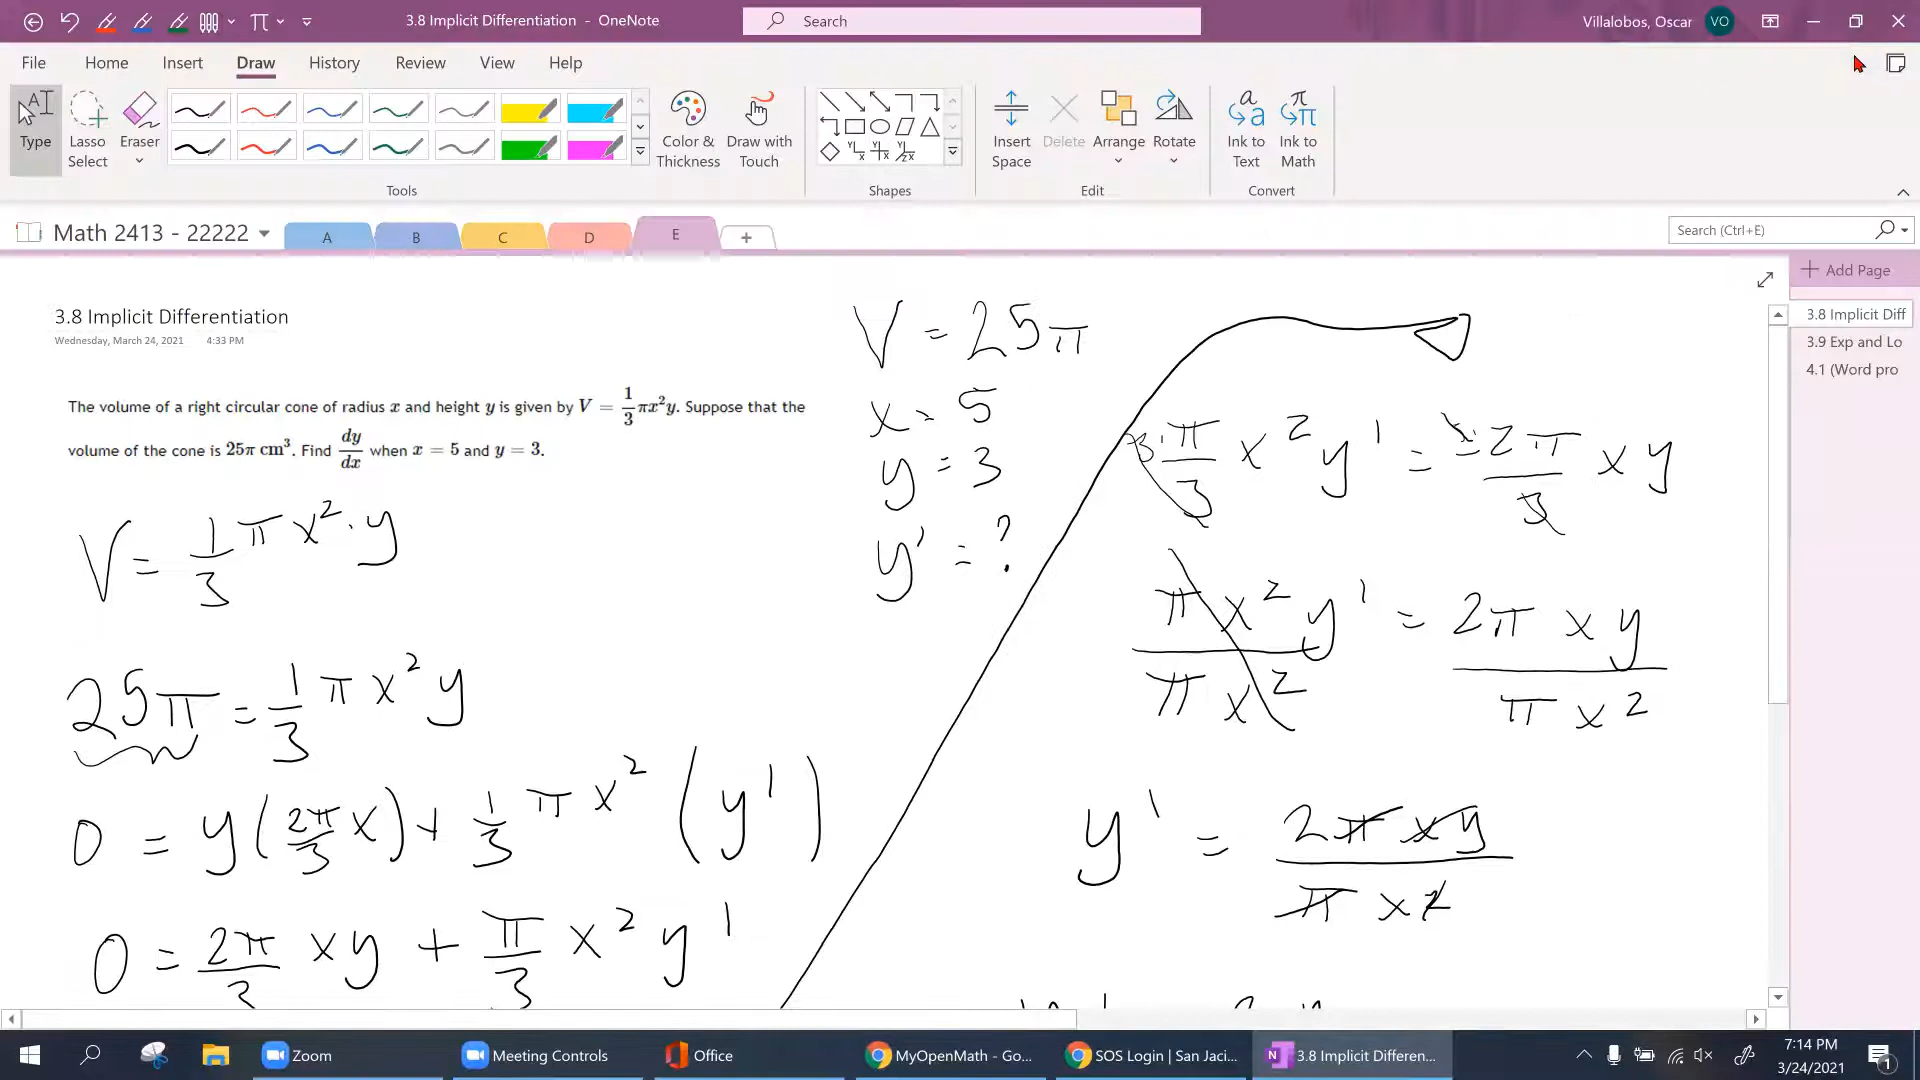 3.8 Implicit Differentiation - OneNote
Search
Villalobos, Oscar
VO
File Home Insert Draw History Review View Help
Type
Lasso Select
Eraser
Color & Thickness
Draw with Touch
Insert Space
Delete
Arrange
Rotate
Ink to Text
Ink to Math
Tools
Shapes
Edit
Convert
Math 2413 - 22222
A B C D E +
Search (Ctrl+E)
Add Page
3.8 Implicit Diff
3.9 Exp and Lo
4.1 (Word pro
3.8 Implicit Differentiation
Wednesday, March 24, 2021 4:33 PM
The volume of a right circular cone of radius x and height y is given by V = 1/3 πx²y. Suppose that the
volume of the cone is 25π cm³. Find dy/dx when x = 5 and y = 3.
V = 1/3 π x² · y
25π = 1/3 π x² y
0 = y(2π/3 x) + 1/3 π x² (y')
0 = 2π/3 xy + π/3 x² y'
V = 25π
x = 5
y = 3
y' = ?
3· π/3 x² y' = 2π/3 xy
πx² y' / πx² = 2π xy / πx²
y' = 2πxy / πx²
Zoom
Meeting Controls
Office
MyOpenMath - Go...
SOS Login | San Jaci...
3.8 Implicit Differen...
7:14 PM
3/24/2021
1